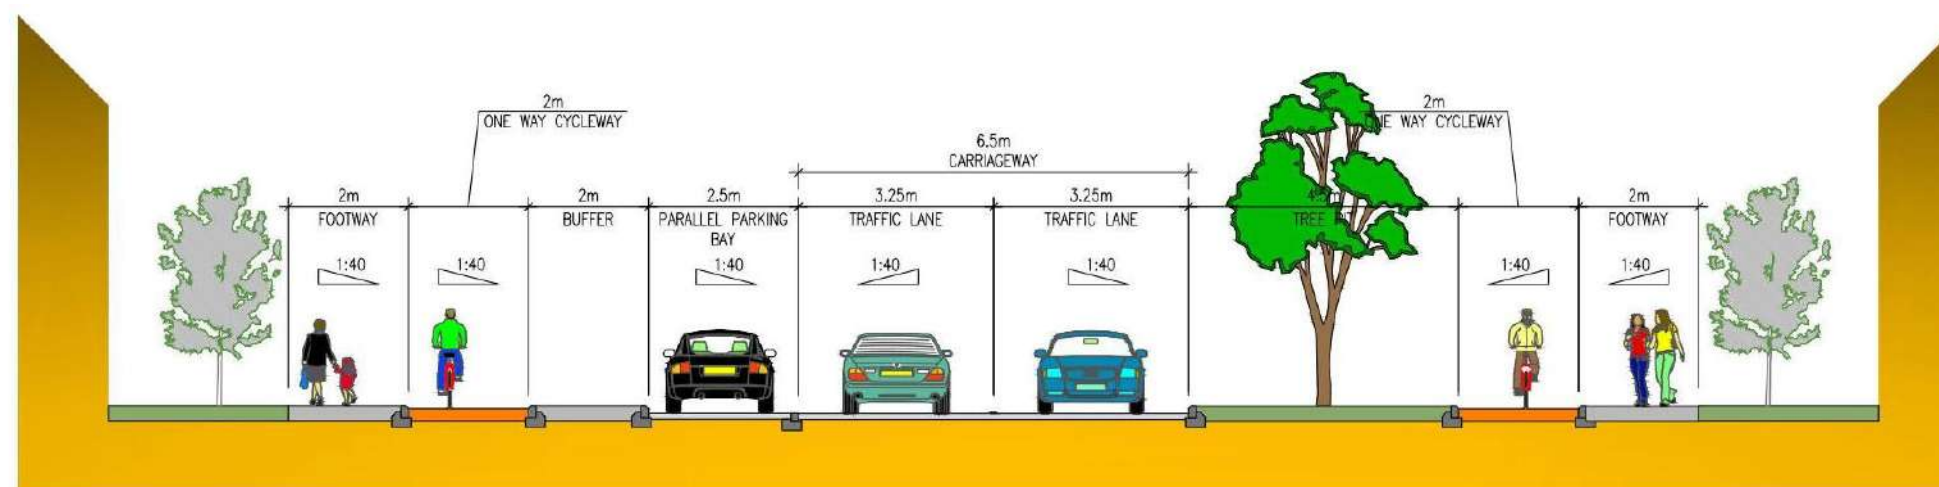 2m
ONE WAY CYCLEWAY
2m
WAY CYCLEWAY
6.5m
CARRIAGEWAY
2m
FOOTWAY
2m
BUFFER
2.5m
PARALLEL PARKING
BAY
3.25m
TRAFFIC LANE
3.25m
TRAFFIC LANE
TREE
2m
FOOTWAY
1:40
1:40
1:40
1:40
1:40
1:40
1:40